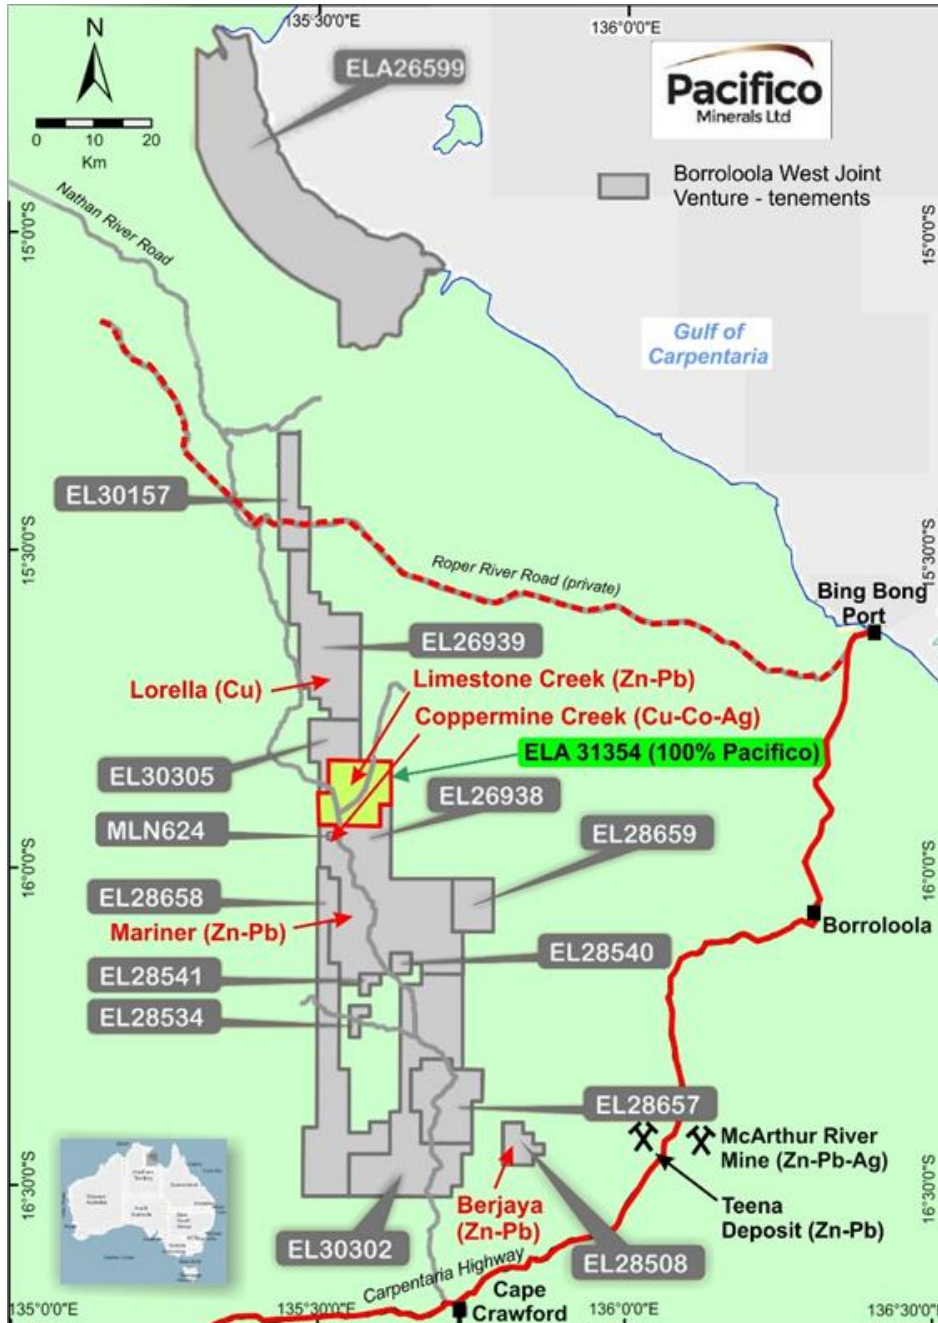 135°30'0"E
136°0'0"E
N
0 10 20
Km
ELA26599
Pacifico
Minerals Ltd
Borroloola West Joint
Venture - tenements
Nathan River Road
15°0'0"S
15°0'0"S
Gulf of
Carpentaria
EL30157
15°30'0"S
15°30'0"S
Roper River Road (private)
Bing Bong
Port
EL26939
Lorella (Cu)
Limestone Creek (Zn-Pb)
Coppermine Creek (Cu-Co-Ag)
ELA 31354 (100% Pacifico)
EL30305
EL26938
MLN624
EL28659
16°0'0"S
16°0'0"S
EL28658
Mariner (Zn-Pb)
Borroloola
EL28540
EL28541
EL28534
EL28657
McArthur River
Mine (Zn-Pb-Ag)
16°30'0"S
16°30'0"S
Berjaya
(Zn-Pb)
Teena
Deposit (Zn-Pb)
EL30302
EL28508
Carpentaria Highway
Cape
Crawford
135°0'0"E
135°30'0"E
136°0'0"E
136°30'0"E